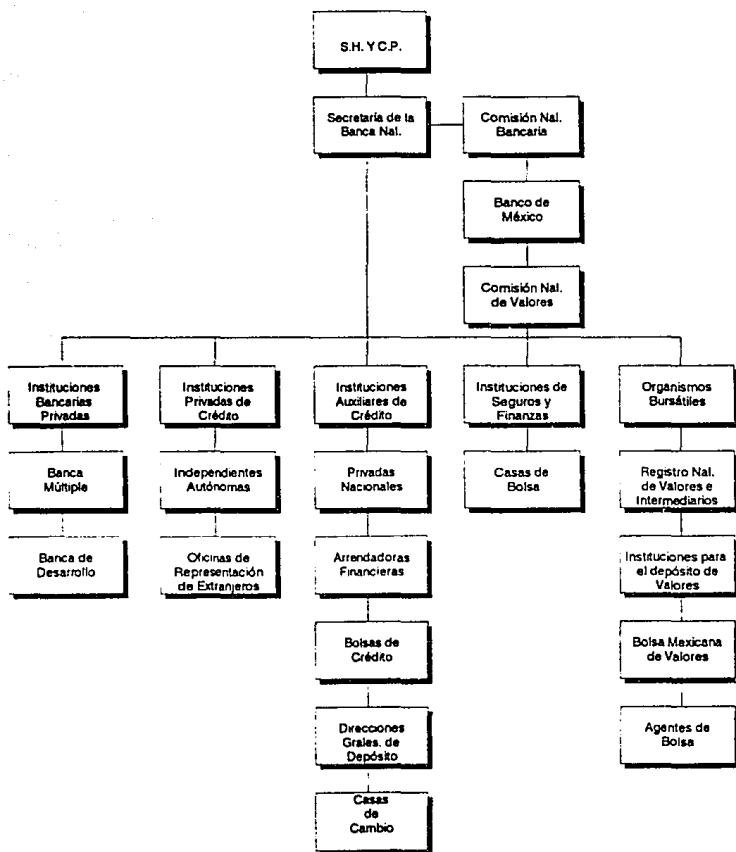 S.H. Y C.P.
Secretaría de la
Banca Nal.
Comisión Nal.
Bancaria
Banco de
México
Comisión Nal.
de Valores
Instituciones
Bancarias
Privadas
Instituciones
Privadas de
Crédito
Instituciones
Auxiliares de
Crédito
Instituciones de
Seguros y
Finanzas
Organismos
Bursátiles
Banca
Múltiple
Independientes
Autónomas
Privadas
Nacionales
Casas de
Bolsa
Registro Nal.
de Valores e
Intermediarios
Banca de
Desarrollo
Oficinas de
Representación
de Extranjeros
Arrendadoras
Financieras
Instituciones para
el depósito de
Valores
Bolsas de
Crédito
Bolsa Mexicana
de Valores
Direcciones
Grales. de
Depósito
Agentes de
Bolsa
Casas
de
Cambio